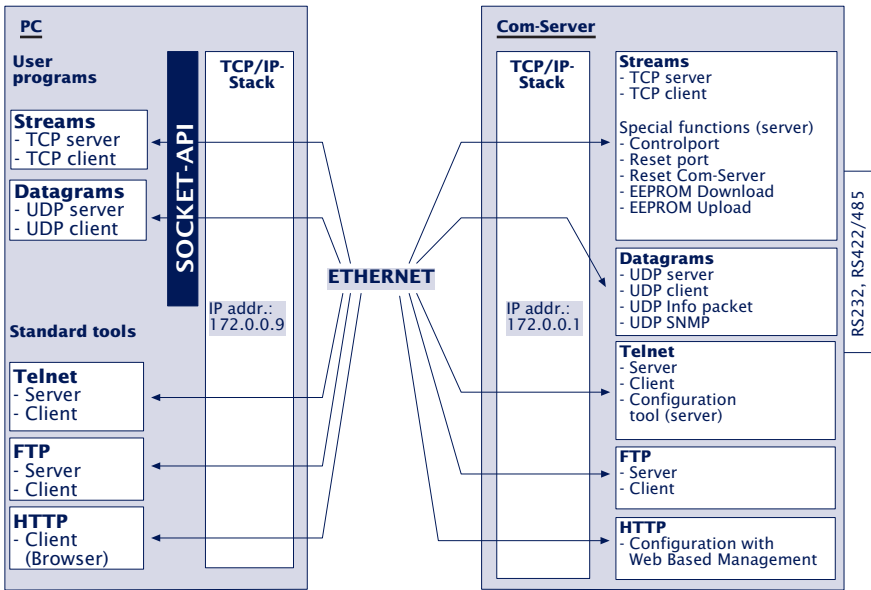 PC
User
programs
Streams
- TCP server
- TCP client
Datagrams
- UDP server
- UDP client
SOCKET-API
TCP/IP-
Stack
IP addr.:
172.0.0.9
Standard tools
Telnet
- Server
- Client
FTP
- Server
- Client
HTTP
- Client
(Browser)
ETHERNET
Com-Server
TCP/IP-
Stack
IP addr.:
172.0.0.1
Streams
- TCP server
- TCP client
Special functions (server)
- Controlport
- Reset port
- Reset Com-Server
- EEPROM Download
- EEPROM Upload
Datagrams
- UDP server
- UDP client
- UDP Info packet
- UDP SNMP
Telnet
- Server
- Client
- Configuration
tool (server)
FTP
- Server
- Client
HTTP
- Configuration with
Web Based Management
RS232, RS422/485